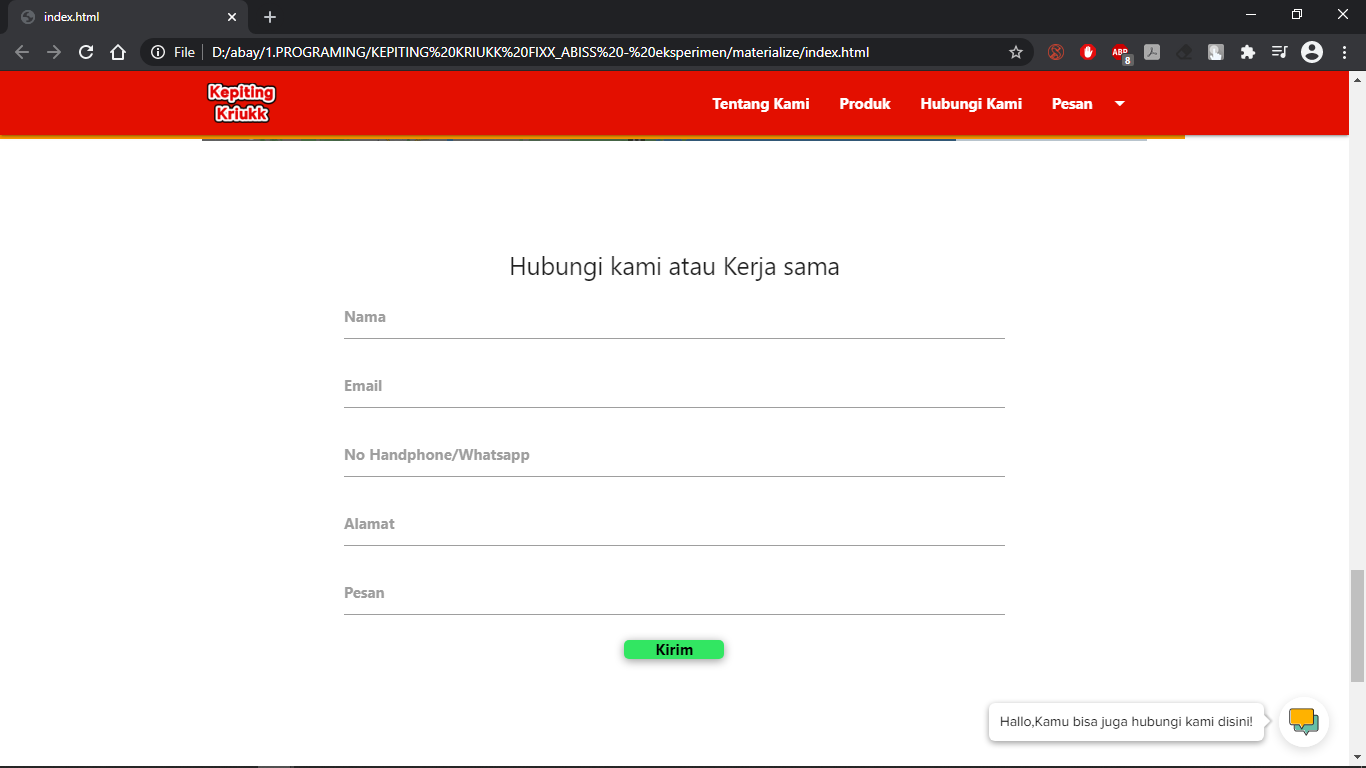 index.html
File
D:/abay/1.PROGRAMING/KEPITING%20KRIUKK%20FIXX_ABISS%20-%20eksperimen/materialize/index.html
ABP
8
Kepiting
Kriukk
Tentang Kami
Produk
Hubungi Kami
Pesan
Hubungi kami atau Kerja sama
Nama
Email
No Handphone/Whatsapp
Alamat
Pesan
Kirim
Hallo,Kamu bisa juga hubungi kami disini!